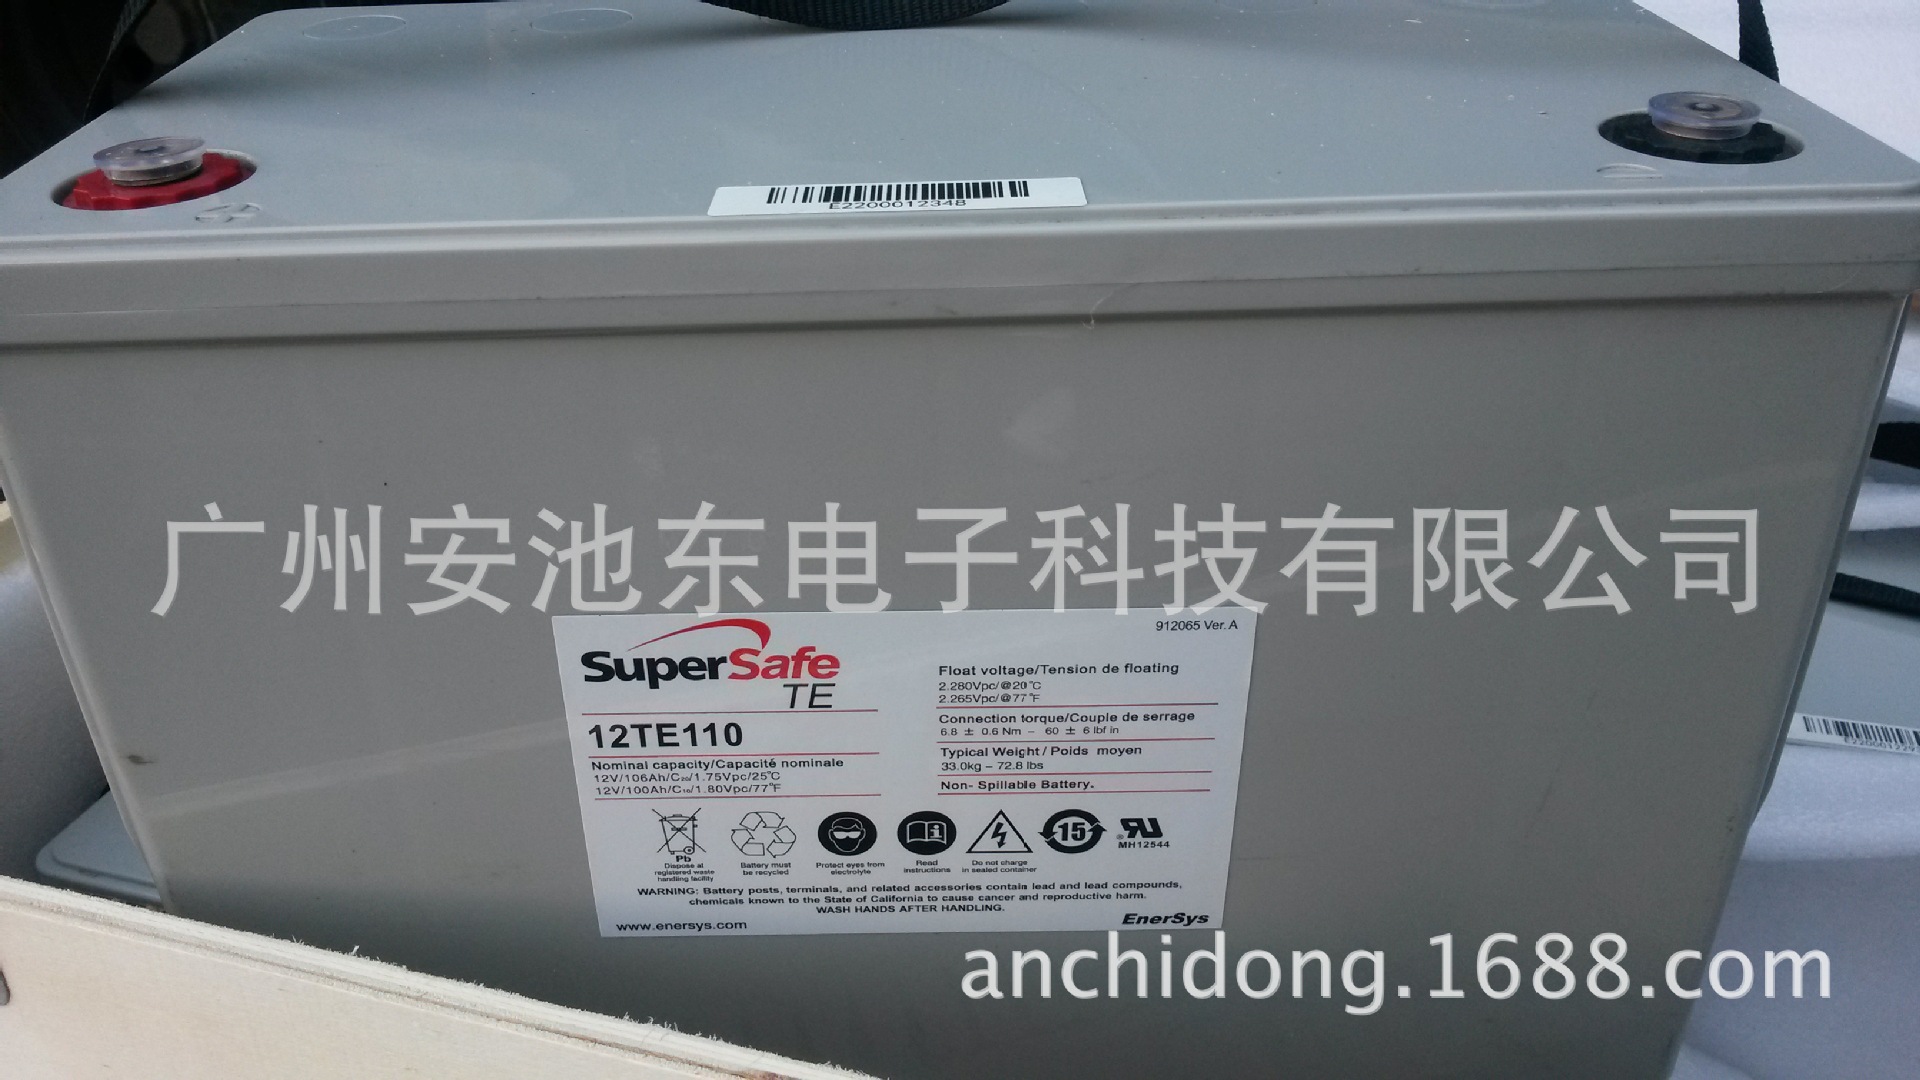 E2200012348
广州安池东电子科技有限公司
912065 Ver. A
SuperSafe
TE
12TE110
Nominal capacity/Capacité nominale
12V/106Ah/C₂₀/1.75Vpc/25°C
12V/100Ah/C₁₀/1.80Vpc/77°F
Float voltage/Tension de floating
2.280Vpc/@20°C
2.265Vpc/@77°F
Connection torque/Couple de serrage
6.8 ± 0.6 Nm – 60 ± 6 lbf in
Typical Weight / Poids moyen
33.0kg – 72.8 lbs
Non- Spillable Battery.
Pb
Dispose at
registered waste
handling facility
Battery must
be recycled
Protect eyes from
electrolyte
Read
instructions
Do not charge
in sealed container
15
MH12544
WARNING: Battery posts, terminals, and related accessories contain lead and lead compounds,
chemicals known to the State of California to cause cancer and reproductive harm.
WASH HANDS AFTER HANDLING.
www.enersys.com
EnerSys
anchidong.1688.com